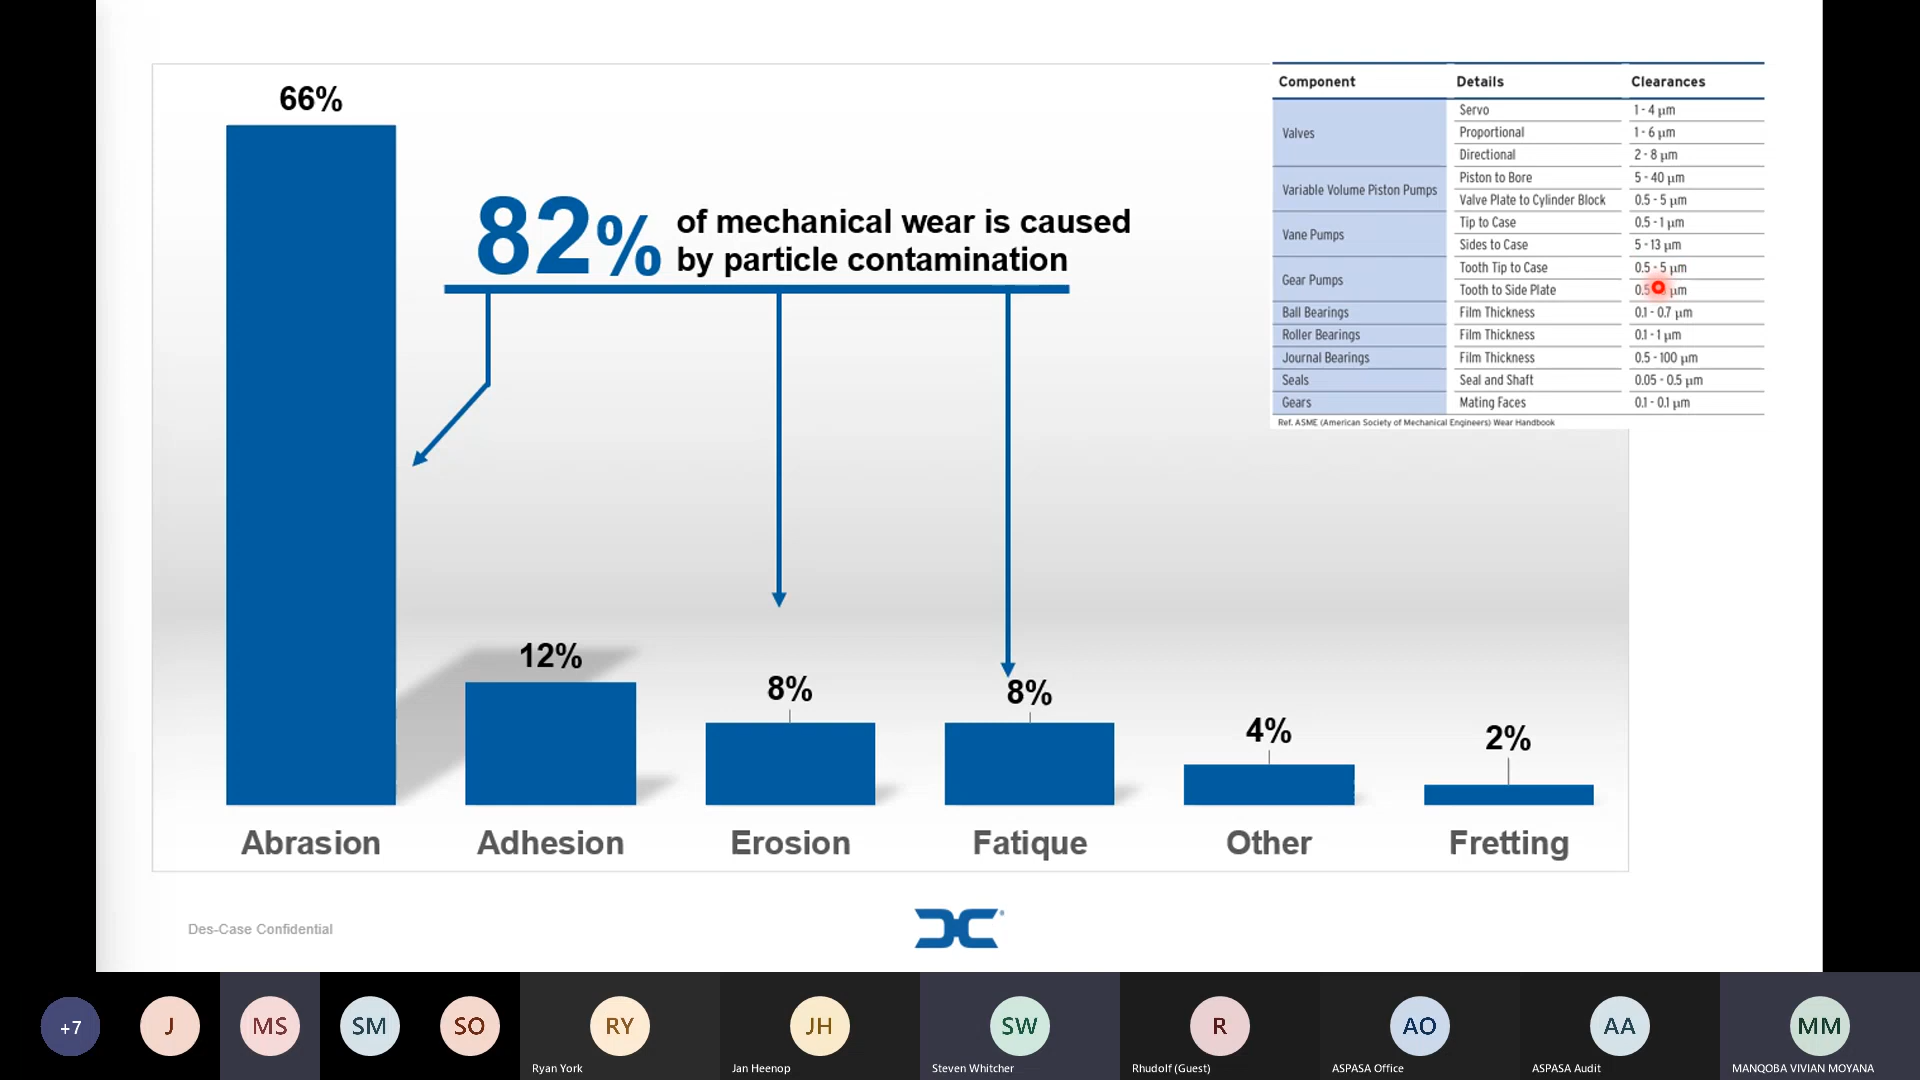 66%
82% of mechanical wear is caused
by particle contamination
12%
8%
8%
4%
2%
Abrasion Adhesion Erosion Fatique Other Fretting
Component Details Clearances
Valves
Servo 1 - 4 µm
Proportional 1 - 6 µm
Directional 2 - 8 µm
Variable Volume Piston Pumps
Piston to Bore 5 - 40 µm
Valve Plate to Cylinder Block 0.5 - 5 µm
Vane Pumps
Tip to Case 0.5 - 1 µm
Sides to Case 5 - 13 µm
Gear Pumps
Tooth Tip to Case 0.5 - 5 µm
Tooth to Side Plate 0.5 µm
Ball Bearings Film Thickness 0.1 - 0.7 µm
Roller Bearings Film Thickness 0.1 - 1 µm
Journal Bearings Film Thickness 0.5 - 100 µm
Seals Seal and Shaft 0.05 - 0.5 µm
Gears Mating Faces 0.1 - 0.1 µm
Ref. ASME (American Society of Mechanical Engineers) Wear Handbook
Des-Case Confidential
+7 J MS SM SO RY JH SW R AO AA MM
Ryan York Jan Heenop Steven Whitcher Rhudolf (Guest) ASPASA Office ASPASA Audit MANQOBA VIVIAN MOYANA